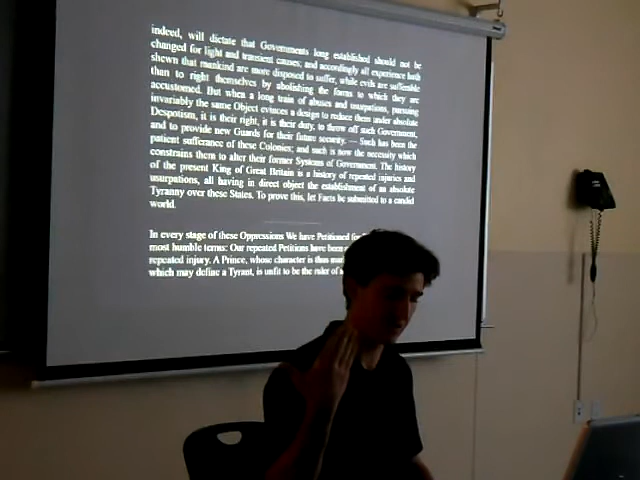 indeed, will dictate that Governments long established should not be
changed for light and transient causes; and accordingly all experience hath
shewn that mankind are more disposed to suffer, while evils are sufferable
than to right themselves by abolishing the forms to which they are
accustomed. But when a long train of abuses and usurpations, pursuing
invariably the same Object evinces a design to reduce them under absolute
Despotism, it is their right, it is their duty, to throw off such Government,
and to provide new Guards for their future security. — Such has been the
patient sufferance of these Colonies; and such is now the necessity which
constrains them to alter their former Systems of Government. The history
of the present King of Great Britain is a history of repeated injuries and
usurpations, all having in direct object the establishment of an absolute
Tyranny over these States. To prove this, let Facts be submitted to a candid
world.
In every stage of these Oppressions We have Petitioned for
most humble terms: Our repeated Petitions have been
repeated injury. A Prince, whose character is thus
which may define a Tyrant, is unfit to be the ruler of